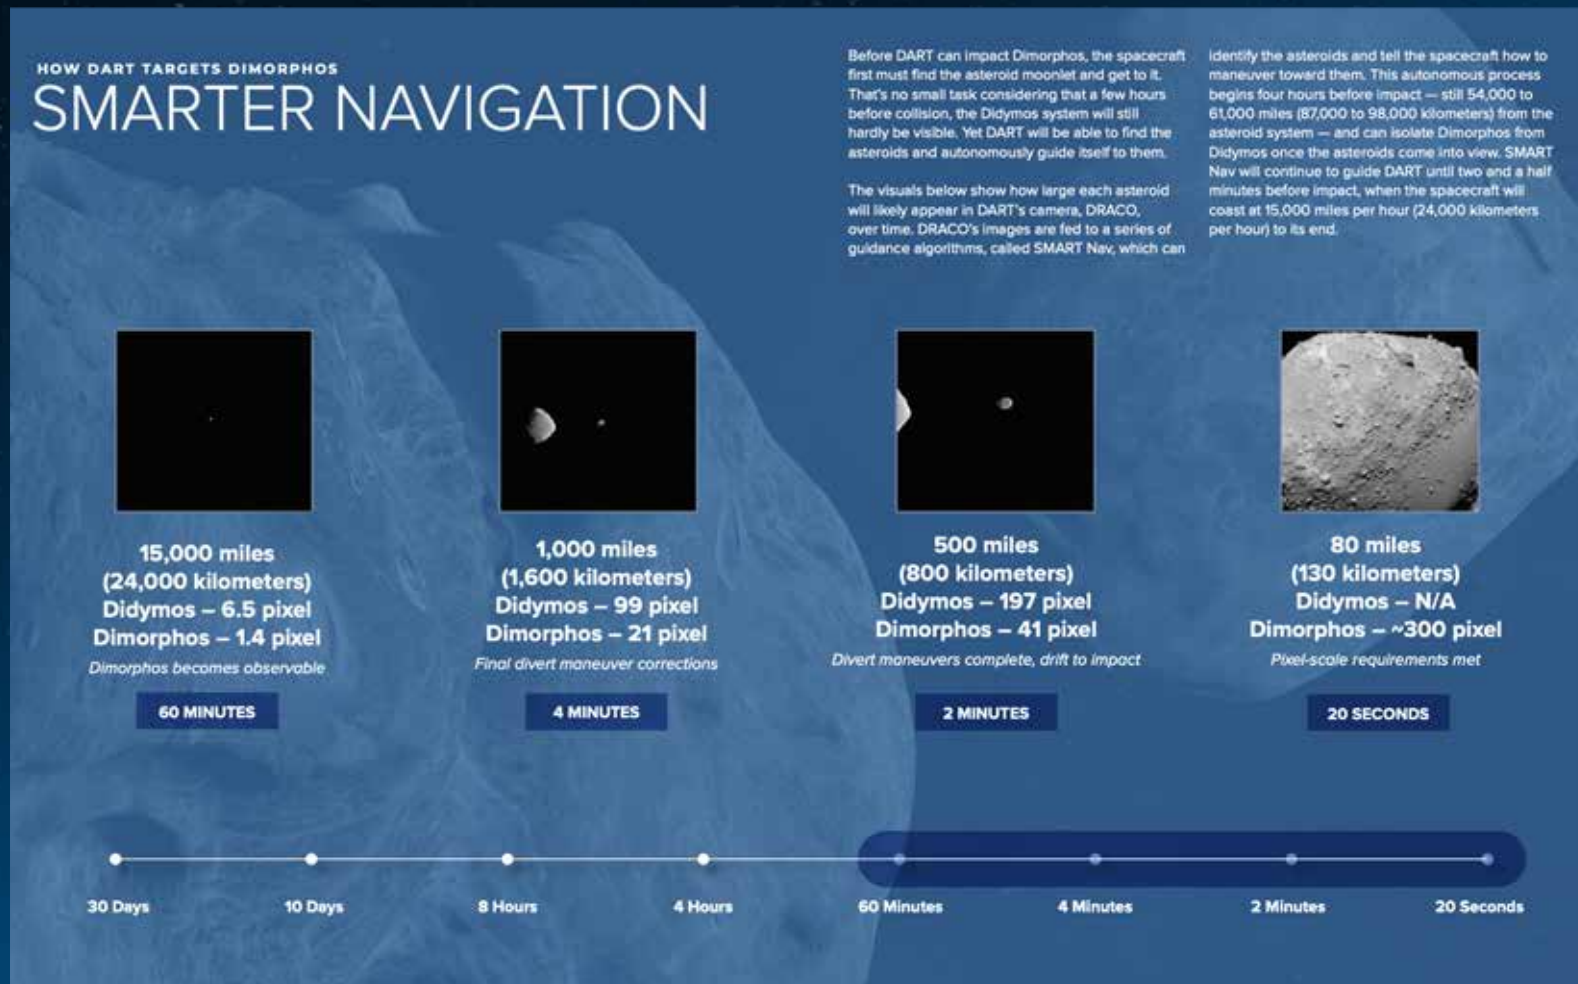 HOW DART TARGETS DIMORPHOS
SMARTER NAVIGATION
Before DART can impact Dimorphos, the spacecraft
first must find the asteroid moonlet and get to it.
That's no small task considering that a few hours
before collision, the Didymos system will still
hardly be visible. Yet DART will be able to find the
asteroids and autonomously guide itself to them.
The visuals below show how large each asteroid
will likely appear in DART's camera, DRACO,
over time. DRACO's images are fed to a series of
guidance algorithms, called SMART Nav, which can
identify the asteroids and tell the spacecraft how to
maneuver toward them. This autonomous process
begins four hours before impact — still 54,000 to
61,000 miles (87,000 to 98,000 kilometers) from the
asteroid system — and can isolate Dimorphos from
Didymos once the asteroids come into view. SMART
Nav will continue to guide DART until two and a half
minutes before impact, when the spacecraft will
coast at 15,000 miles per hour (24,000 kilometers
per hour) to its end.
15,000 miles
(24,000 kilometers)
Didymos – 6.5 pixel
Dimorphos – 1.4 pixel
Dimorphos becomes observable
60 MINUTES
1,000 miles
(1,600 kilometers)
Didymos – 99 pixel
Dimorphos – 21 pixel
Final divert maneuver corrections
4 MINUTES
500 miles
(800 kilometers)
Didymos – 197 pixel
Dimorphos – 41 pixel
Divert maneuvers complete, drift to impact
2 MINUTES
80 miles
(130 kilometers)
Didymos – N/A
Dimorphos – ~300 pixel
Pixel-scale requirements met
20 SECONDS
30 Days
10 Days
8 Hours
4 Hours
60 Minutes
4 Minutes
2 Minutes
20 Seconds